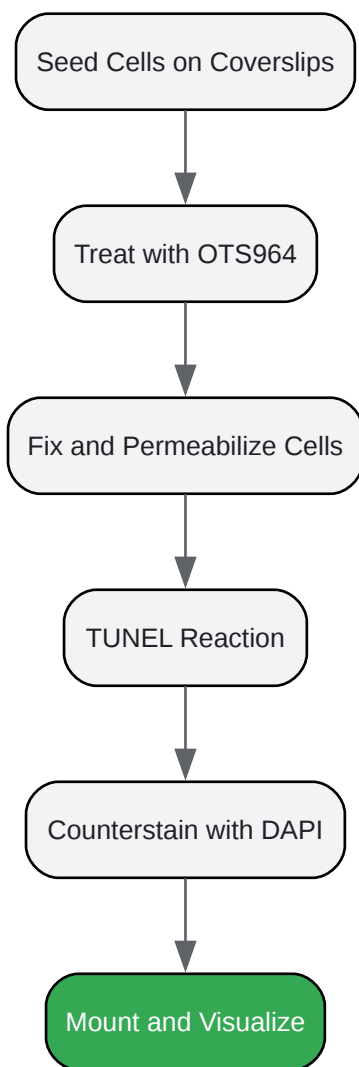 Seed Cells on Coverslips
Treat with OTS964
Fix and Permeabilize Cells
TUNEL Reaction
Counterstain with DAPI
Mount and Visualize